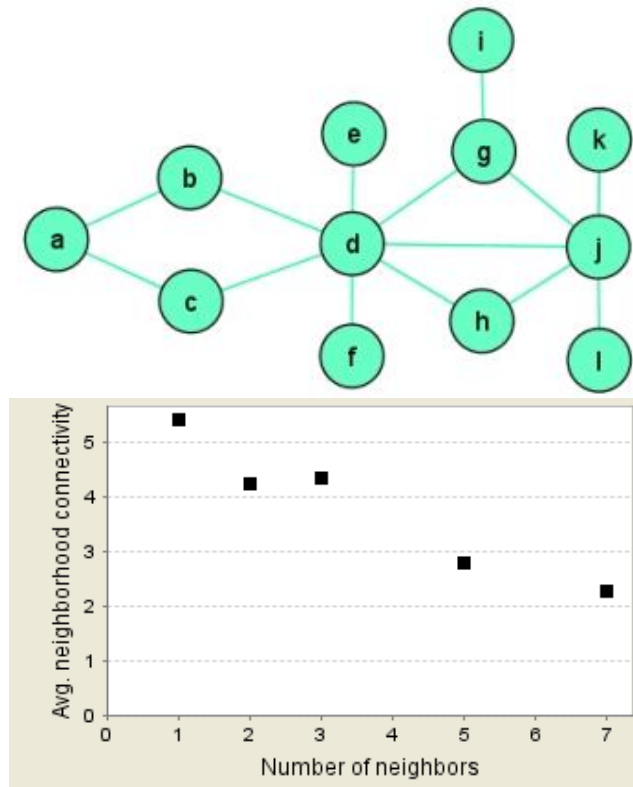 i
e
g
k
b
a
d
j
c
h
f
l
Avg. neighborhood connectivity
5
4
3
2
1
0
0 1 2 3 4 5 6 7
Number of neighbors